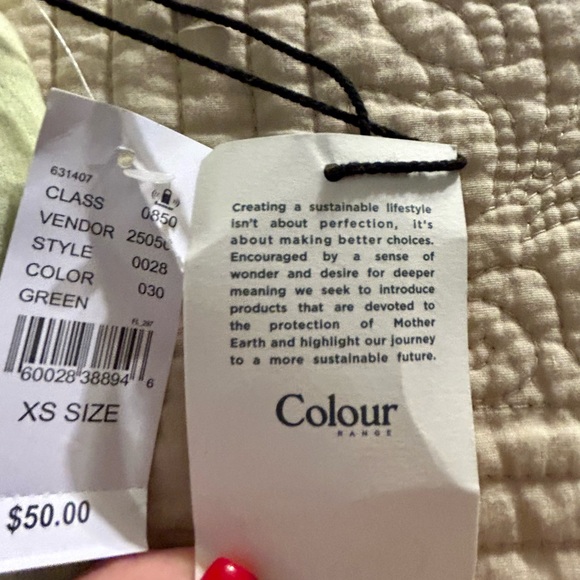 631407
CLASS 0850
VENDOR
STYLE 0028
COLOR 030
GREEN
FL_287
60028 38894 6
XS SIZE
$50.00
Creating a sustainable lifestyle
isn't about perfection, it's
about making better choices.
Encouraged by a sense of
wonder and desire for deeper
meaning we seek to introduce
products that are devoted to
the protection of Mother
Earth and highlight our journey
to a more sustainable future.
Colour
RANGE